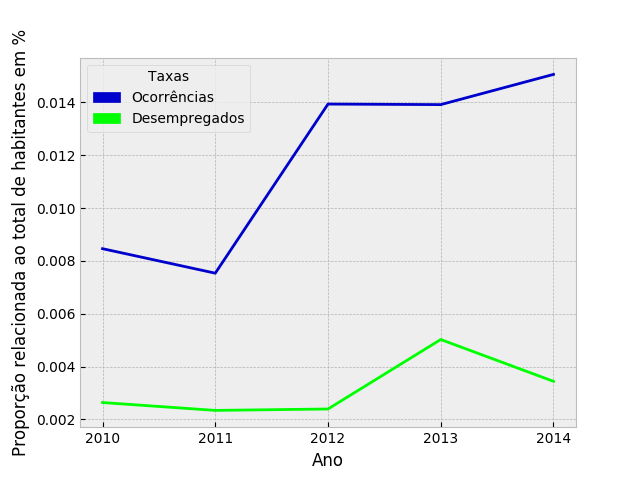 Proporção relacionada ao total de habitantes em %
Taxas
Ocorrências
Desempregados
0.014
0.012
0.010
0.008
0.006
0.004
0.002
2010 2011 2012 2013 2014
Ano